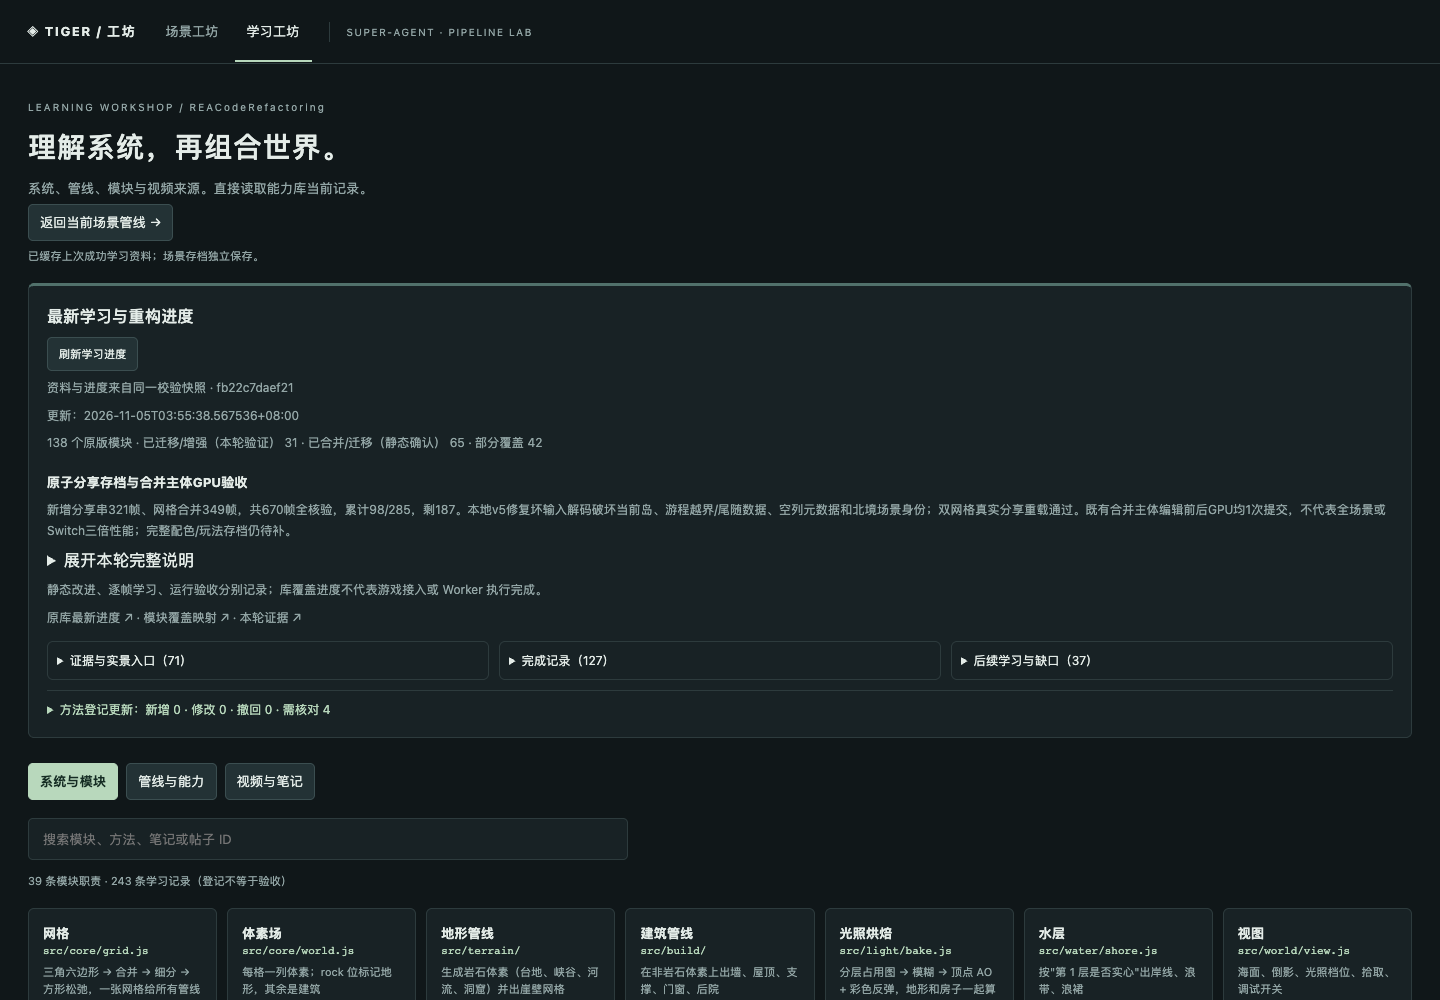 ◈ TIGER / 工坊
场景工坊
学习工坊
SUPER-AGENT · PIPELINE LAB
LEARNING WORKSHOP / REACodeRefactoring
理解系统，再组合世界。
系统、管线、模块与视频来源。直接读取能力库当前记录。
返回当前场景管线 →
已缓存上次成功学习资料；场景存档独立保存。
最新学习与重构进度
刷新学习进度
资料与进度来自同一校验快照 · fb22c7daef21
更新：2026-11-05T03:55:38.567536+08:00
138 个原版模块 · 已迁移/增强（本轮验证） 31 · 已合并/迁移（静态确认） 65 · 部分覆盖 42
原子分享存档与合并主体GPU验收
新增分享串321帧、网格合并349帧，共670帧全核验，累计98/285，剩187。本地v5修复坏输入解码破坏当前岛、游程越界/尾随数据、空列元数据和北境场景身份；双网格真实分享重载通过。既有合并主体编辑前后GPU均1次提交，不代表全场景或
Switch三倍性能；完整配色/玩法存档仍待补。
▶ 展开本轮完整说明
静态改进、逐帧学习、运行验收分别记录；库覆盖进度不代表游戏接入或 Worker 执行完成。
原库最新进度 ↗ · 模块覆盖映射 ↗ · 本轮证据 ↗
▶ 证据与实景入口（71）
▶ 完成记录（127）
▶ 后续学习与缺口（37）
▶ 方法登记更新：新增 0 · 修改 0 · 撤回 0 · 需核对 4
系统与模块
管线与能力
视频与笔记
搜索模块、方法、笔记或帖子 ID
39 条模块职责 · 243 条学习记录（登记不等于验收）
网格
src/core/grid.js
三角六边形 → 合并 → 细分 →
方形松弛，一张网格给所有管线
体素场
src/core/world.js
每格一列体素；rock 位标记地
形，其余是建筑
地形管线
src/terrain/
生成岩石体素（台地、峡谷、河
流、洞窟）并出崖壁网格
建筑管线
src/build/
在非岩石体素上出墙、屋顶、支
撑、门窗、后院
光照烘焙
src/light/bake.js
分层占用图 → 模糊 → 顶点 AO
+ 彩色反弹，地形和房子一起算
水层
src/water/shore.js
按"第 1 层是否实心"出岸线、浪
带、浪裙
视图
src/world/view.js
海面、倒影、光照档位、拾取、
调试开关